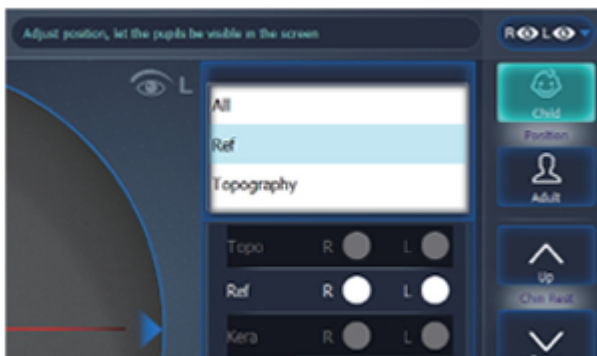 Adjust position, let the pupils be visible in the screen
R L
L
All
Ref
Topography
Topo R L
Ref R L
Kera R L
Child
Position
Adult
Up
Chin Rest